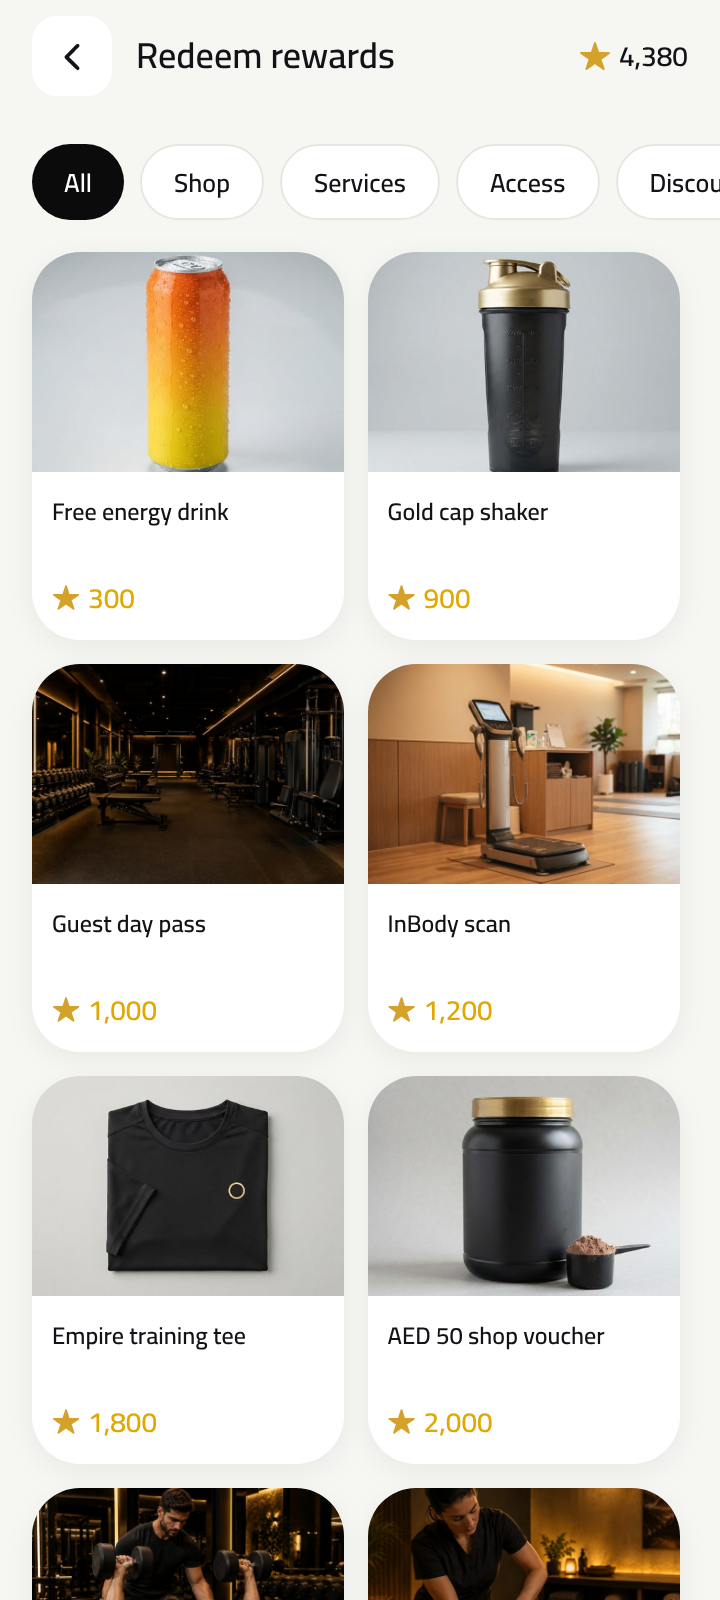 Redeem rewards
4,380
All
Shop
Services
Access
Discou
Free energy drink
Gold cap shaker
300
900
Guest day pass
InBody scan
1,000
1,200
Empire training tee
AED 50 shop voucher
1,800
2,000